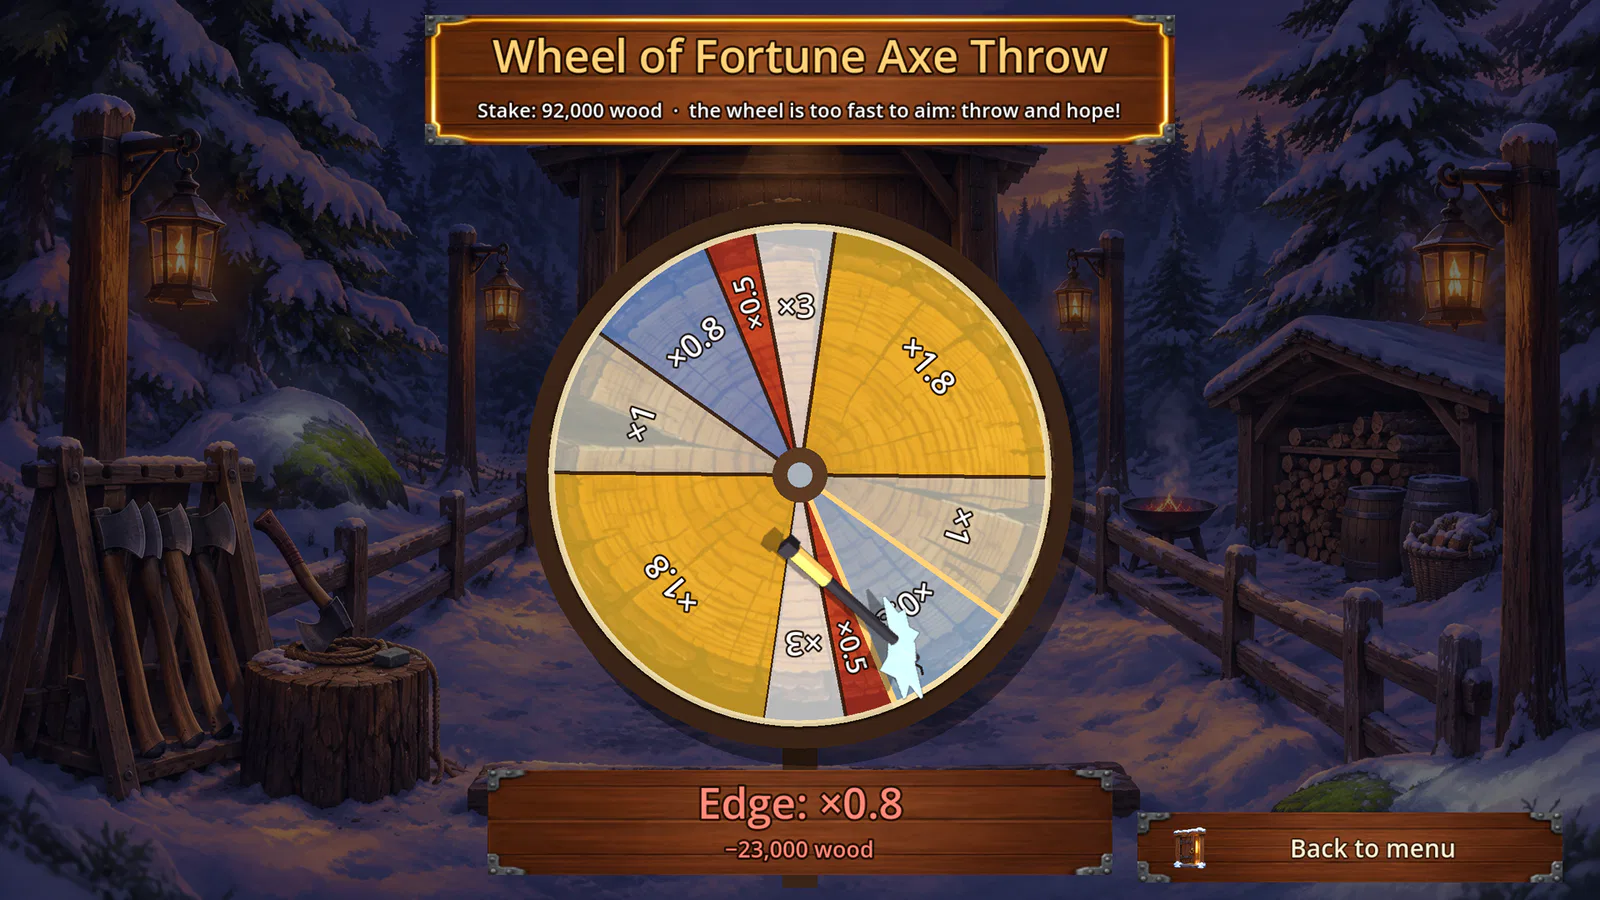 Wheel of Fortune Axe Throw
Stake: 92,000 wood · the wheel is too fast to aim: throw and hope!
×0.5
×3
×0.8
×1.8
×1
×1
×1.8
×0.5
×3
Edge: ×0.8
−23,000 wood
Back to menu